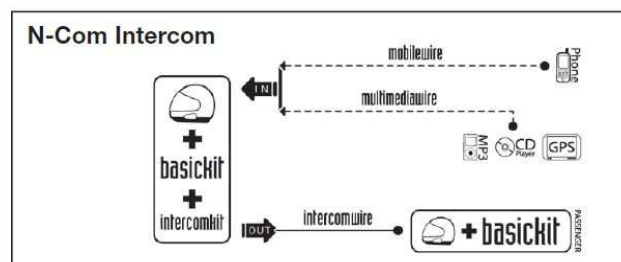 N-Com Intercom
mobilewire
Phone
IN
multimediawire
MP3
CD
Player
GPS
+
basickit
+
intercomkit
OUT
intercomwire
+ basickit
PASSENGER